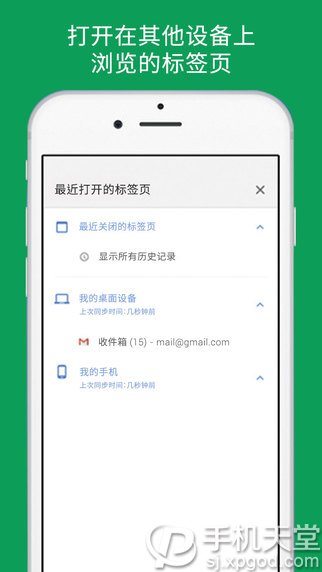 打开在其他设备上
浏览的标签页
最近打开的标签页
最近关闭的标签页
显示所有历史记录
我的桌面设备
上次同步时间：几秒钟前
收件箱 (15) - mail@gmail.com
我的手机
上次同步时间：几秒钟前
手机天堂
sj.xpgod.com